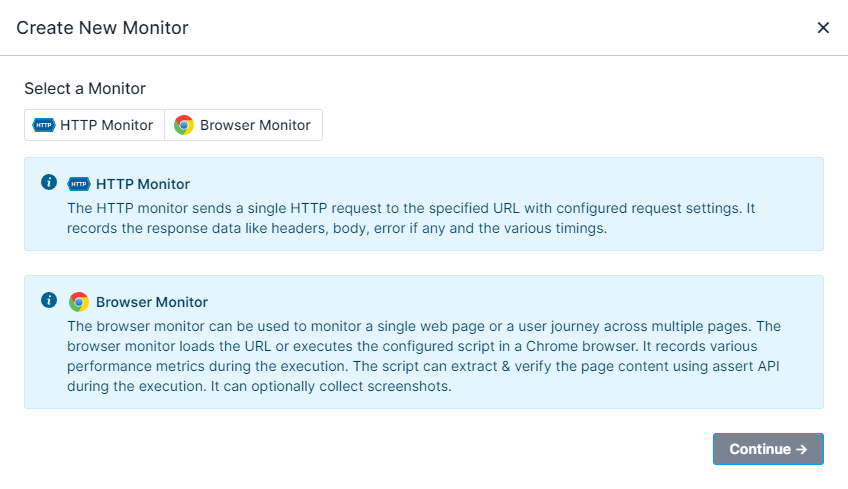 Create New Monitor
Select a Monitor
HTTP HTTP Monitor Browser Monitor
HTTP HTTP Monitor
The HTTP monitor sends a single HTTP request to the specified URL with configured request settings. It
records the response data like headers, body, error if any and the various timings.
Browser Monitor
The browser monitor can be used to monitor a single web page or a user journey across multiple pages. The
browser monitor loads the URL or executes the configured script in a Chrome browser. It records various
performance metrics during the execution. The script can extract & verify the page content using assert API
during the execution. It can optionally collect screenshots.
Continue →